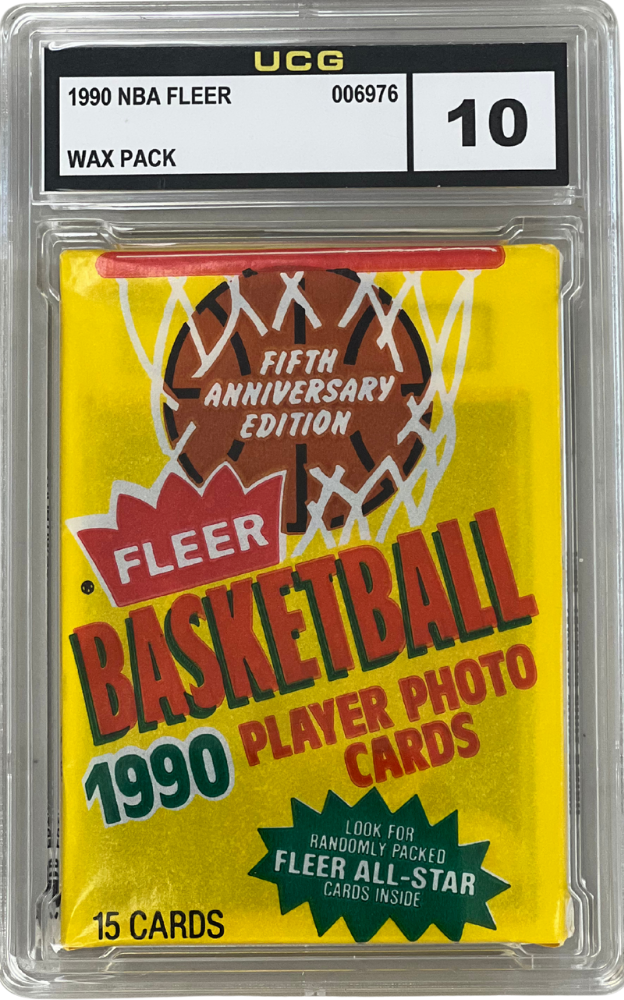 UCG
1990 NBA FLEER 006976
10
WAX PACK
FIFTH
ANNIVERSARY
EDITION
FLEER
BASKETBALL
1990 PLAYER PHOTO
CARDS
LOOK FOR
RANDOMLY PACKED
FLEER ALL-STAR
CARDS INSIDE
15 CARDS